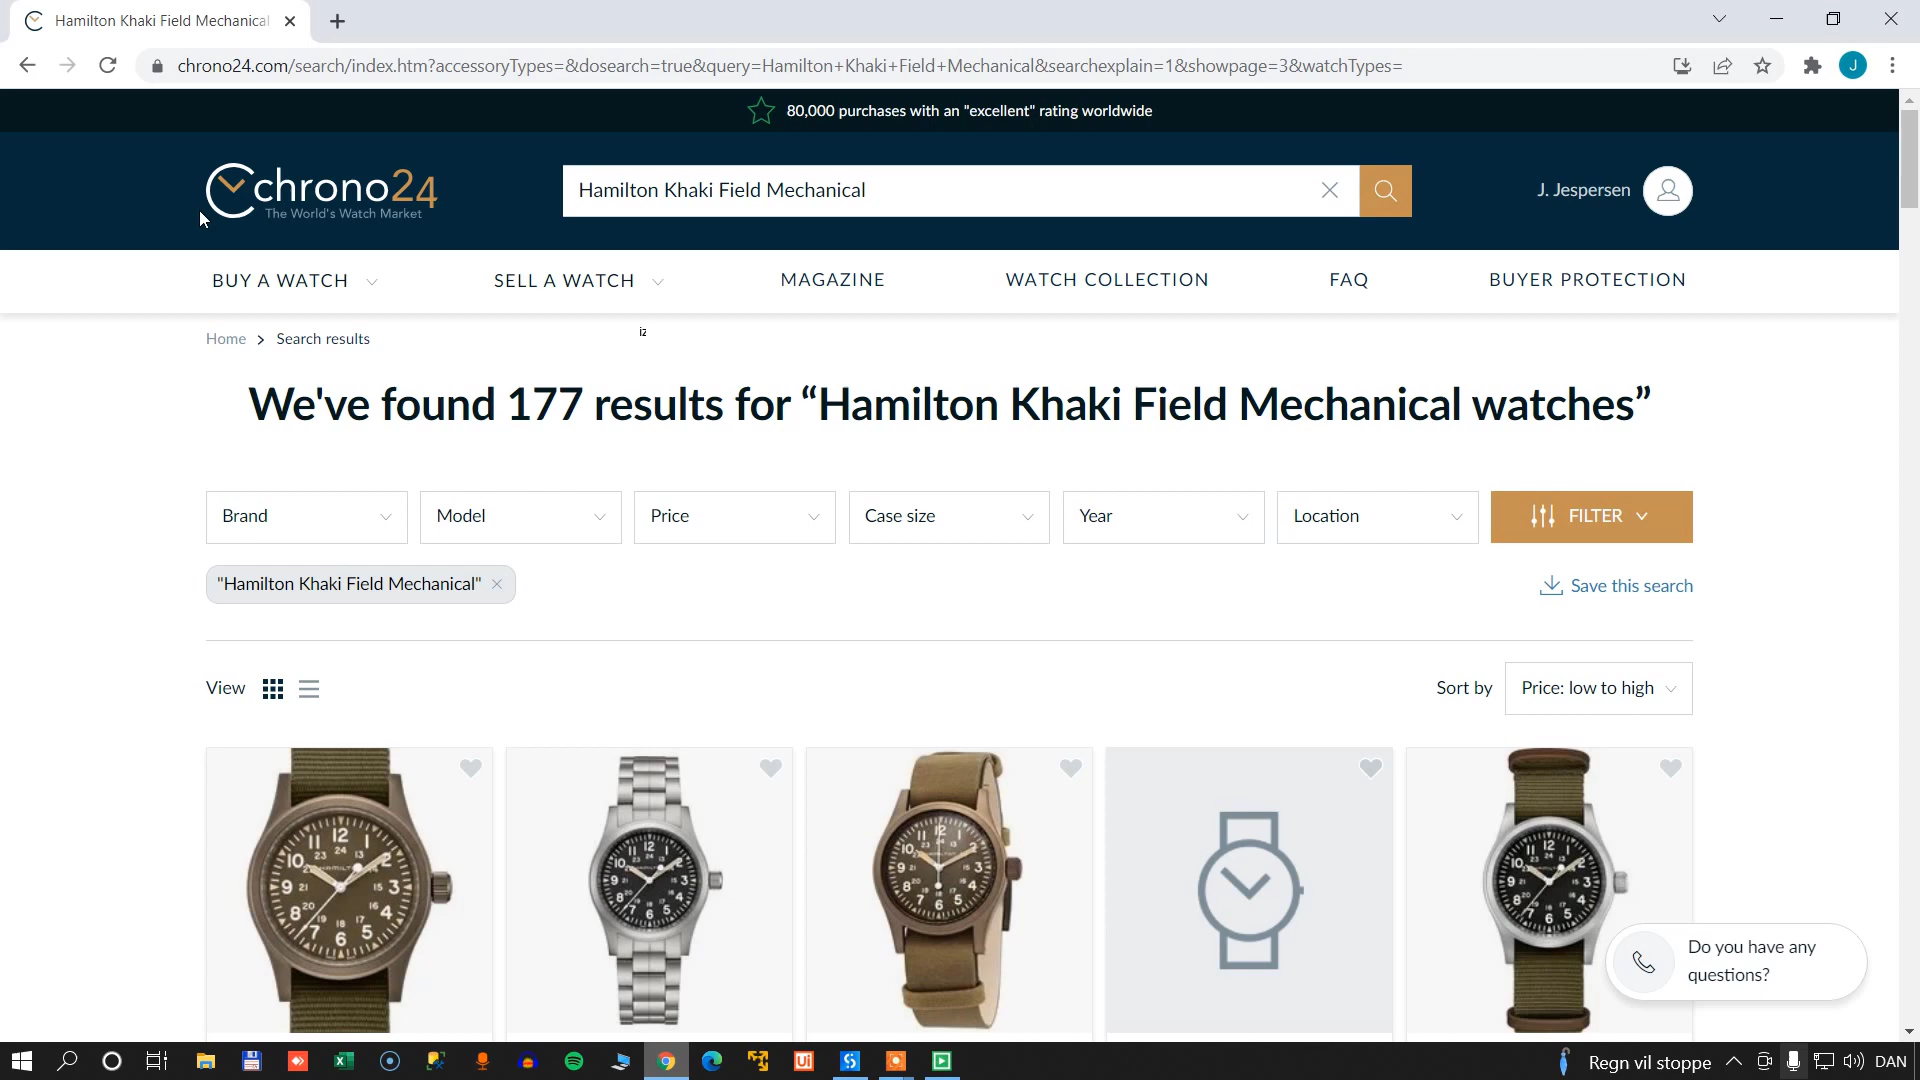 Hamilton Khaki Field Mechanical
chrono24.com/search/index.htm?accessoryTypes=&dosearch=true&query=Hamilton+Khaki+Field+Mechanical&searchexplain=1&showpage=3&watchTypes=
J
80,000 purchases with an "excellent" rating worldwide
chrono24
The World's Watch Market
Hamilton Khaki Field Mechanical
J. Jespersen
BUY A WATCH
SELL A WATCH
MAGAZINE
WATCH COLLECTION
FAQ
BUYER PROTECTION
Home > Search results
iz
We've found 177 results for “Hamilton Khaki Field Mechanical watches”
Brand
Model
Price
Case size
Year
Location
FILTER
"Hamilton Khaki Field Mechanical"
Save this search
View
Sort by
Price: low to high
Do you have any
questions?
Ui
Regn vil stoppe
DAN